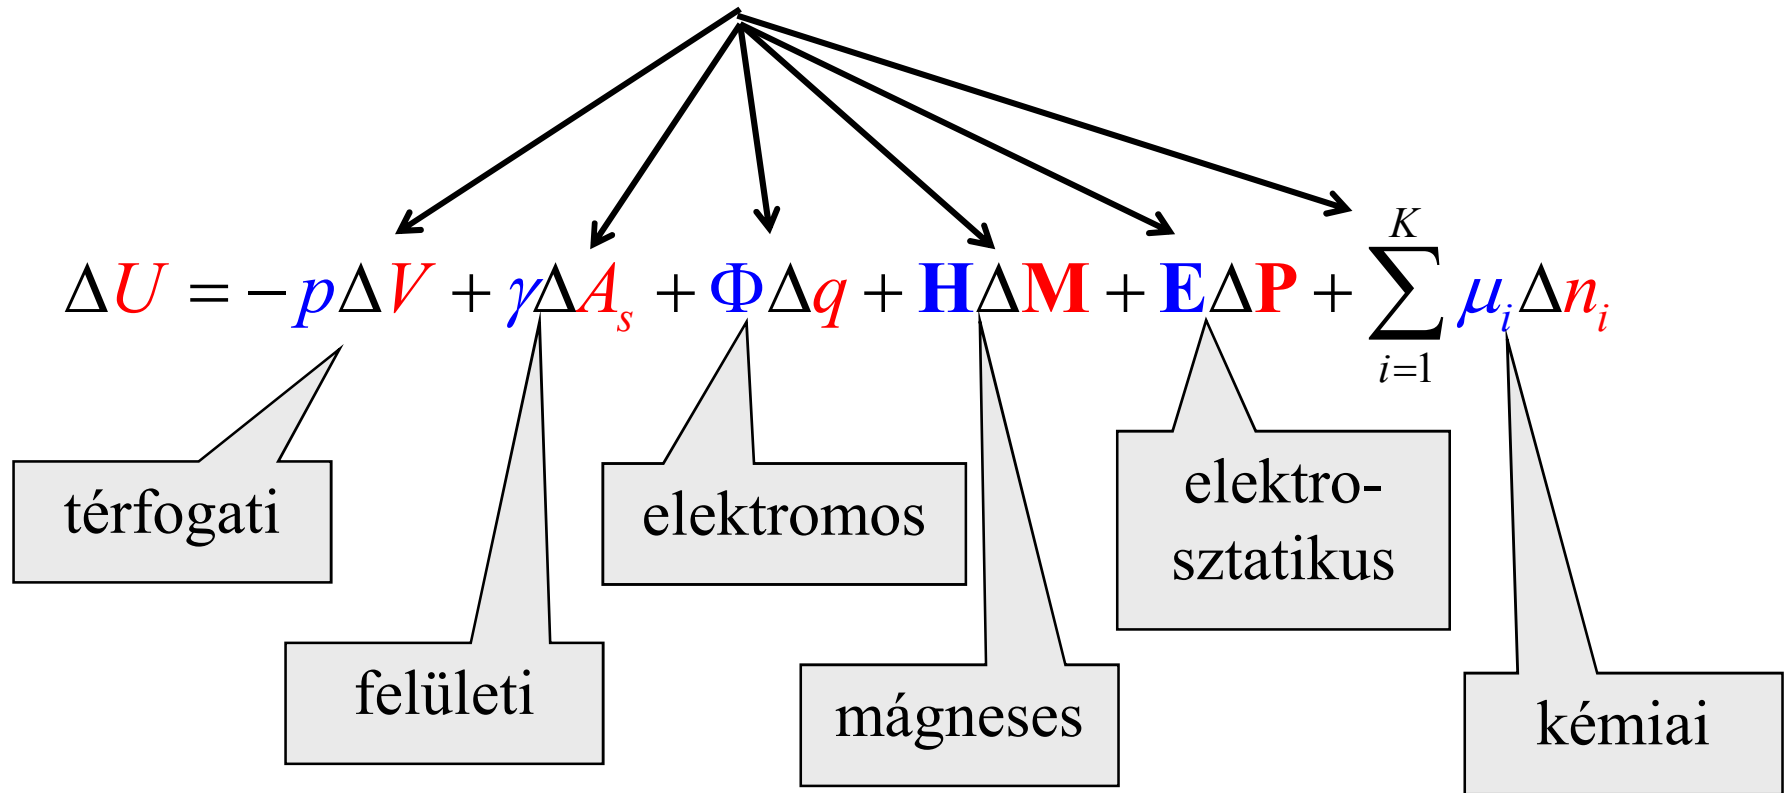 ΔU = −pΔV + γΔA_s + ΦΔq + HΔM + EΔP + ∑_{i=1}^{K} μ_iΔn_i
térfogati
elektromos
elektro-
sztatikus
felületi
mágneses
kémiai